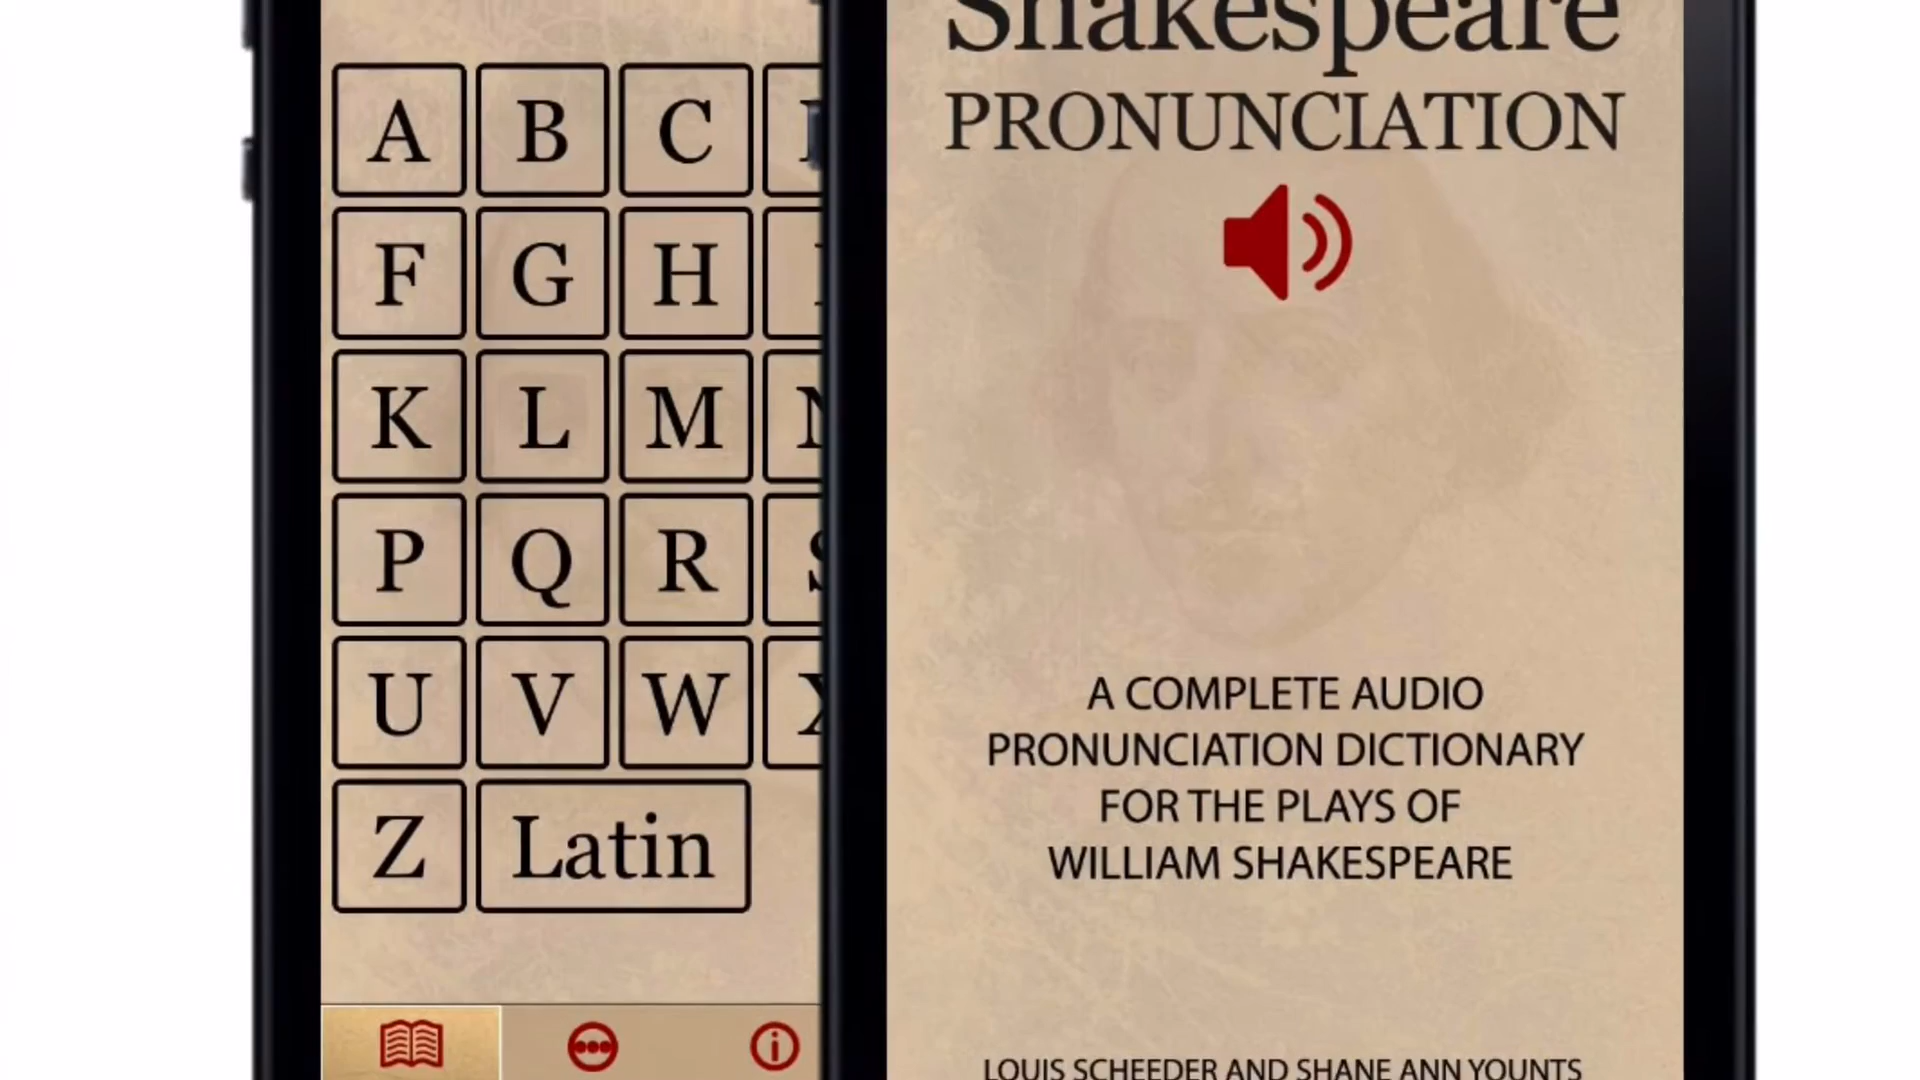 A B C
F G H
K L M
P Q R
U V W
Z Latin
Shakespeare
PRONUNCIATION
A COMPLETE AUDIO
PRONUNCIATION DICTIONARY
FOR THE PLAYS OF
WILLIAM SHAKESPEARE
LOUIS SCHEEDER AND SHANE ANN YOUNTS